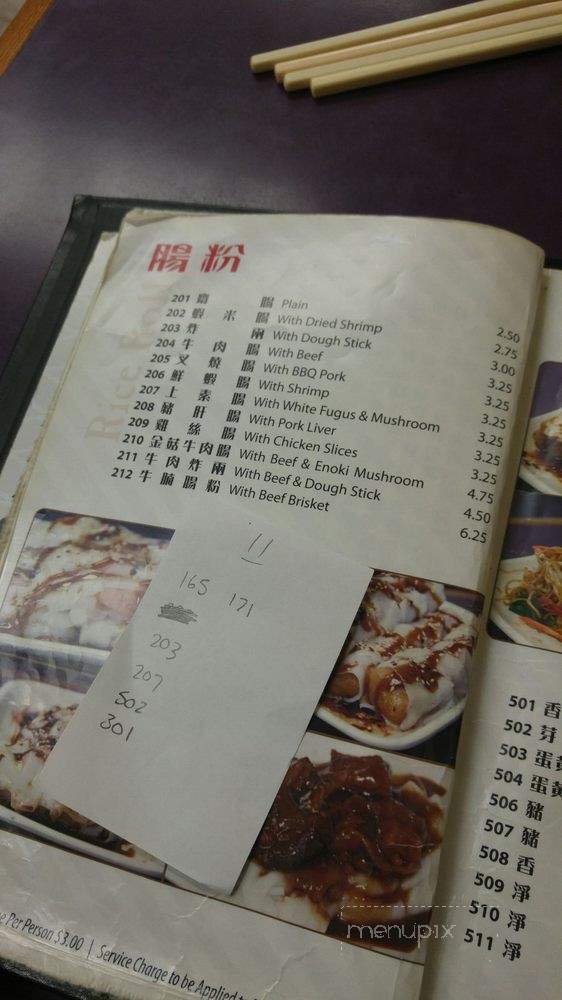 腸粉
Rice
201 齋 腸 Plain 2.50
202 蝦米腸 With Dried Shrimp 2.75
203 炸 兩 With Dough Stick 3.00
204 牛肉腸 With Beef 3.25
205 叉燒腸 With BBQ Pork 3.25
206 鮮蝦腸 With Shrimp 3.25
207 上素腸 With White Fugus & Mushroom 3.25
208 豬肝腸 With Pork Liver 3.25
209 雞絲腸 With Chicken Slices 3.25
210 金菇牛肉腸 With Beef & Enoki Mushroom 4.75
211 牛肉炸兩 With Beef & Dough Stick 4.50
212 牛腩腸粉 With Beef Brisket 6.25
11
165 171
203
207
502
301
501 香
502 芽
503 蛋黃
504 蛋黃
506 豬
507 豬
508 香
509 淨
510 淨
511 淨
Per Person $3.00 | Service Charge to be Applied to
menupix